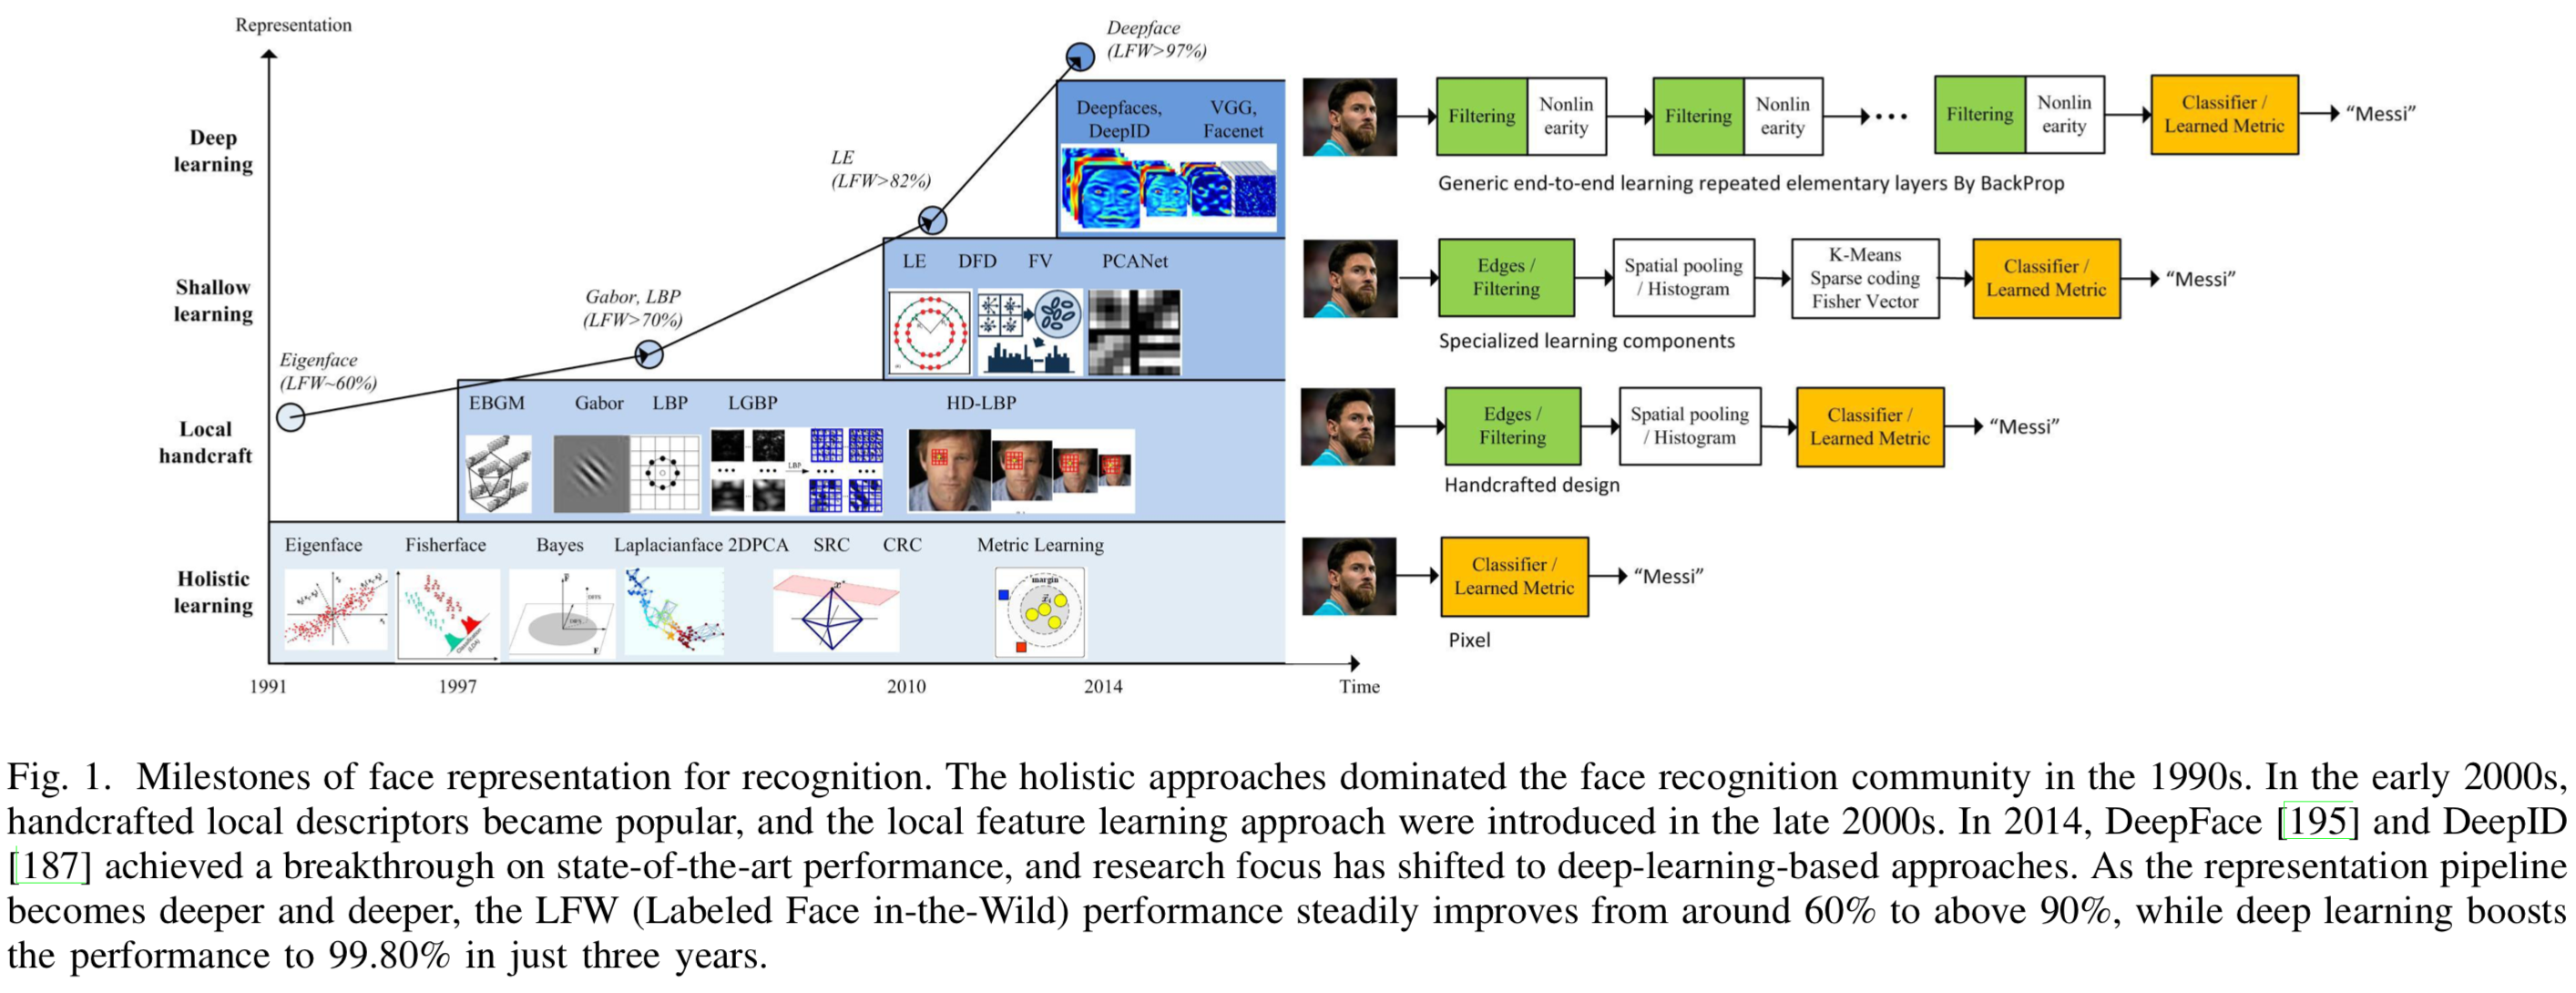 Representation
Deepface
(LFW>97%)
Deep
learning
Deepfaces,
DeepID
VGG,
Facenet
LE
(LFW>82%)
Shallow
learning
LE DFD FV PCANet
Gabor, LBP
(LFW>70%)
Eigenface
(LFW~60%)
Local
handcraft
EBGM Gabor LBP LGBP HD-LBP
LBP
Holistic
learning
Eigenface Fisherface Bayes Laplacianface 2DPCA SRC CRC Metric Learning
margin
1991 1997 2010 2014 Time
Filtering
Nonlin
earity
Filtering
Nonlin
earity
Filtering
Nonlin
earity
Classifier /
Learned Metric
“Messi”
Generic end-to-end learning repeated elementary layers By BackProp
Edges /
Filtering
Spatial pooling
/ Histogram
K-Means
Sparse coding
Fisher Vector
Classifier /
Learned Metric
“Messi”
Specialized learning components
Edges /
Filtering
Spatial pooling
/ Histogram
Classifier /
Learned Metric
“Messi”
Handcrafted design
Classifier /
Learned Metric
“Messi”
Pixel
Fig. 1. Milestones of face representation for recognition. The holistic approaches dominated the face recognition community in the 1990s. In the early 2000s,
handcrafted local descriptors became popular, and the local feature learning approach were introduced in the late 2000s. In 2014, DeepFace [195] and DeepID
[187] achieved a breakthrough on state-of-the-art performance, and research focus has shifted to deep-learning-based approaches. As the representation pipeline
becomes deeper and deeper, the LFW (Labeled Face in-the-Wild) performance steadily improves from around 60% to above 90%, while deep learning boosts
the performance to 99.80% in just three years.